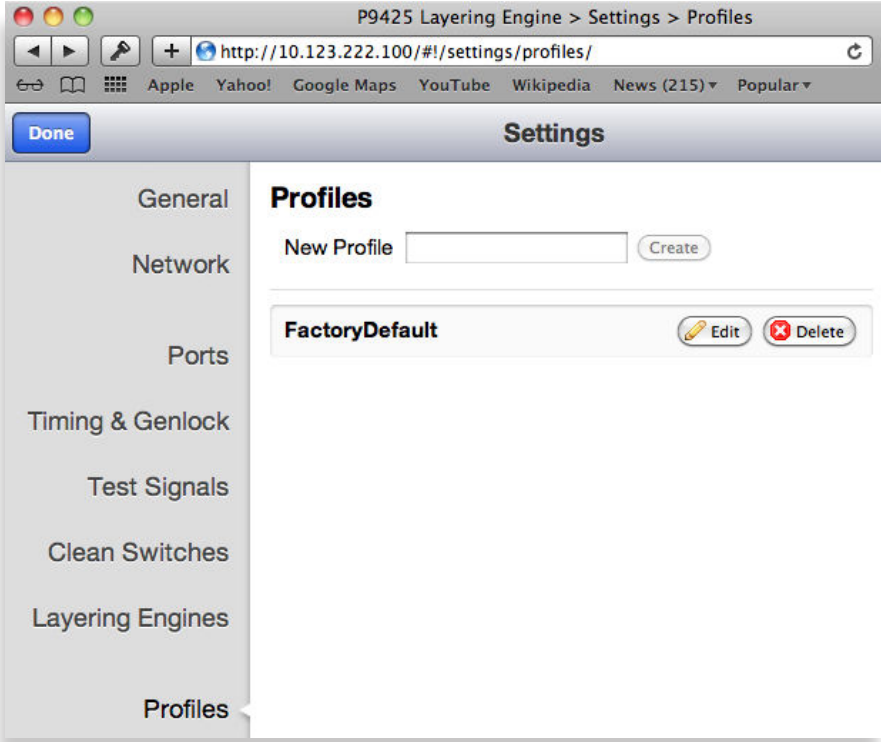 P9425 Layering Engine > Settings > Profiles
http://10.123.222.100/#!/settings/profiles/
Apple Yahoo! Google Maps YouTube Wikipedia News (215) Popular
Done
Settings
General
Network
Ports
Timing & Genlock
Test Signals
Clean Switches
Layering Engines
Profiles
Profiles
New Profile Create
FactoryDefault Edit Delete